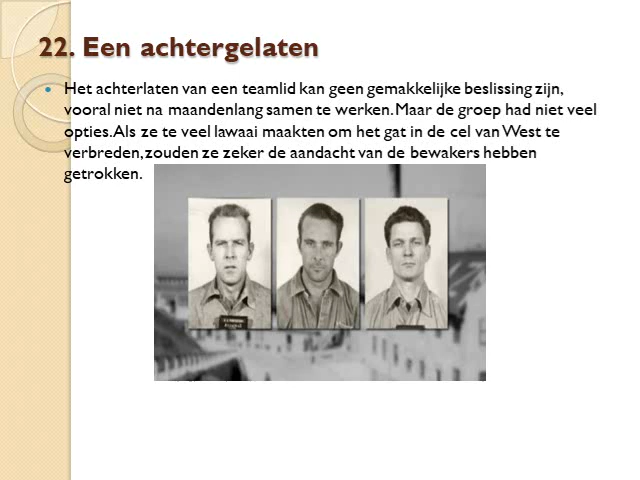 22. Een achtergelaten
Het achterlaten van een teamlid kan geen gemakkelijke beslissing zijn,
vooral niet na maandenlang samen te werken. Maar de groep had niet veel
opties. Als ze te veel lawaai maakten om het gat in de cel van West te
verbreden, zouden ze zeker de aandacht van de bewakers hebben
getrokken.